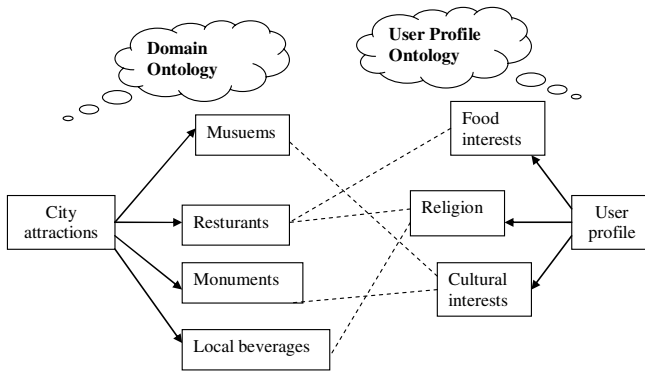 Domain
Ontology
User Profile
Ontology
Musuems
Food
interests
City
attractions
Resturants
Religion
User
profile
Monuments
Cultural
interests
Local beverages